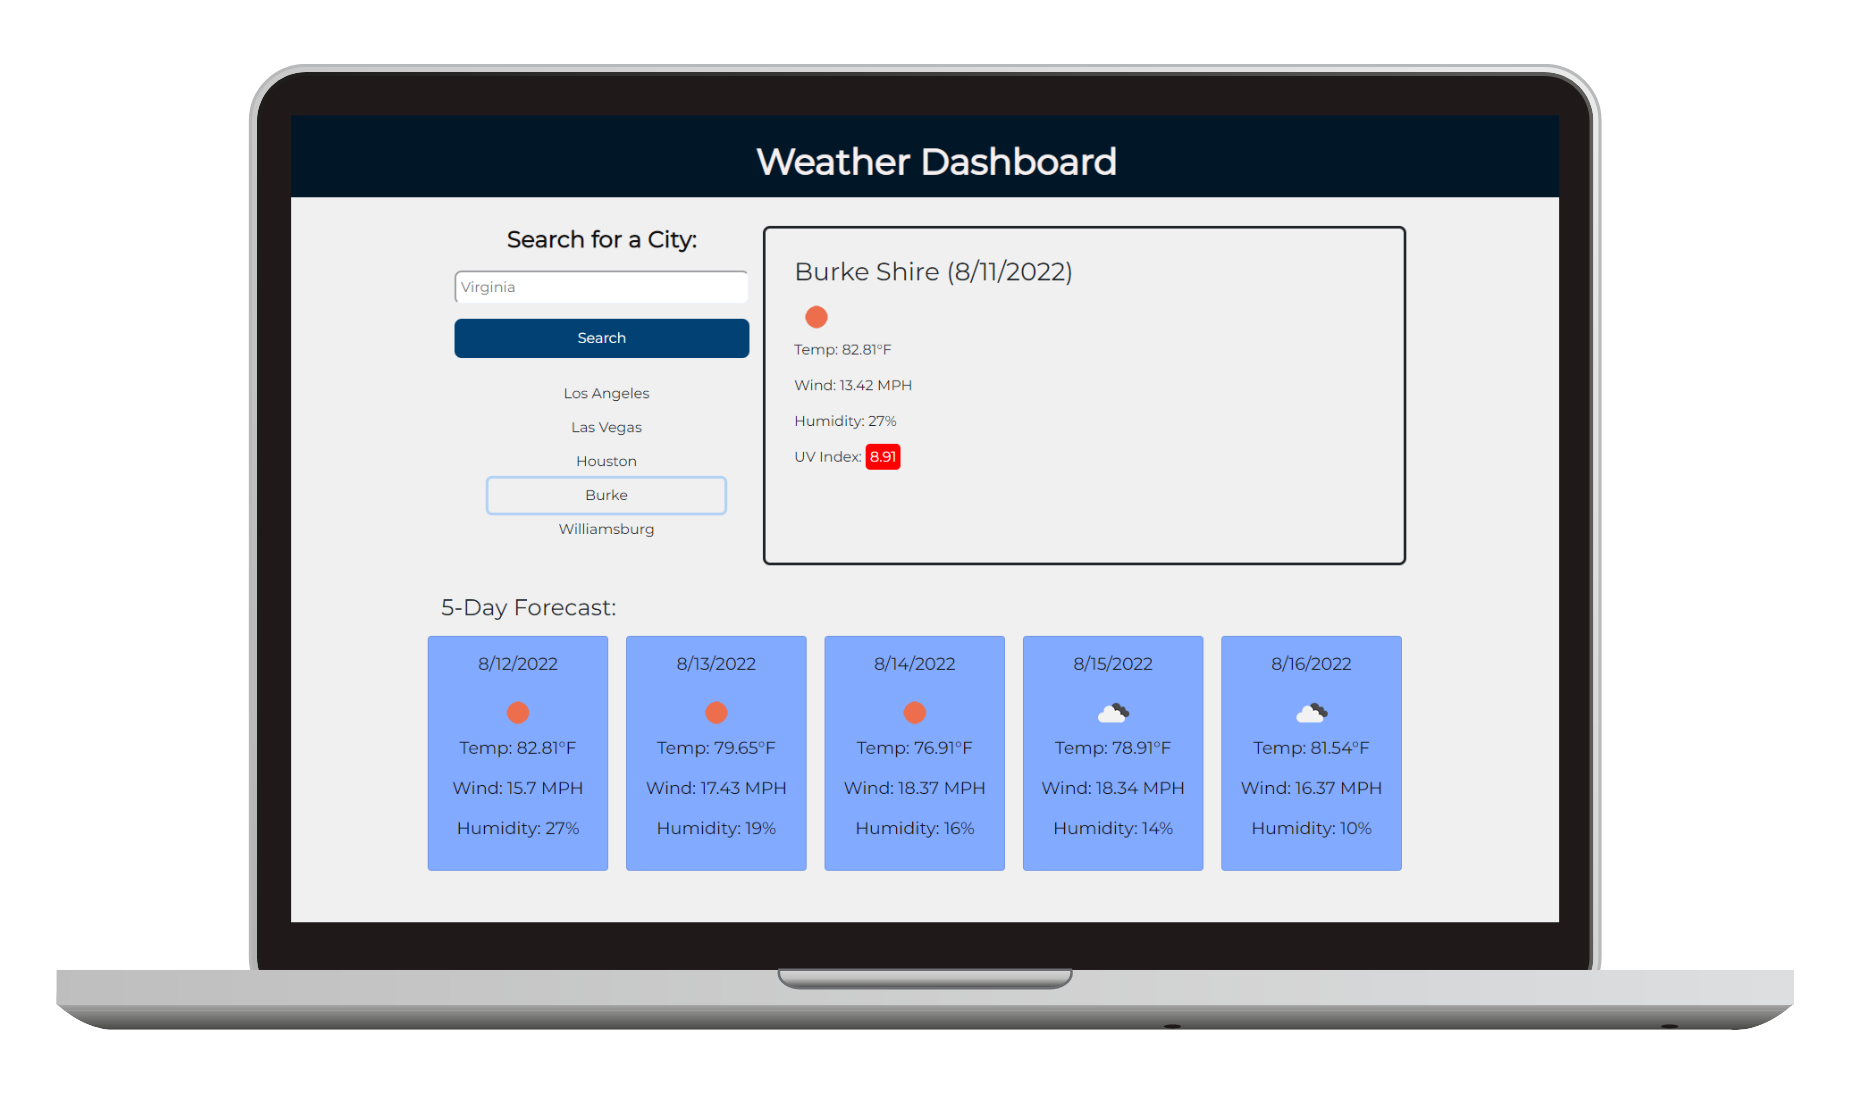 Weather Dashboard
Search for a City:
Virginia
Search
Los Angeles
Las Vegas
Houston
Burke
Williamsburg
Burke Shire (8/11/2022)
Temp: 82.81°F
Wind: 13.42 MPH
Humidity: 27%
UV Index: 8.91
5-Day Forecast:
8/12/2022
Temp: 82.81°F
Wind: 15.7 MPH
Humidity: 27%
8/13/2022
Temp: 79.65°F
Wind: 17.43 MPH
Humidity: 19%
8/14/2022
Temp: 76.91°F
Wind: 18.37 MPH
Humidity: 16%
8/15/2022
Temp: 78.91°F
Wind: 18.34 MPH
Humidity: 14%
8/16/2022
Temp: 81.54°F
Wind: 16.37 MPH
Humidity: 10%